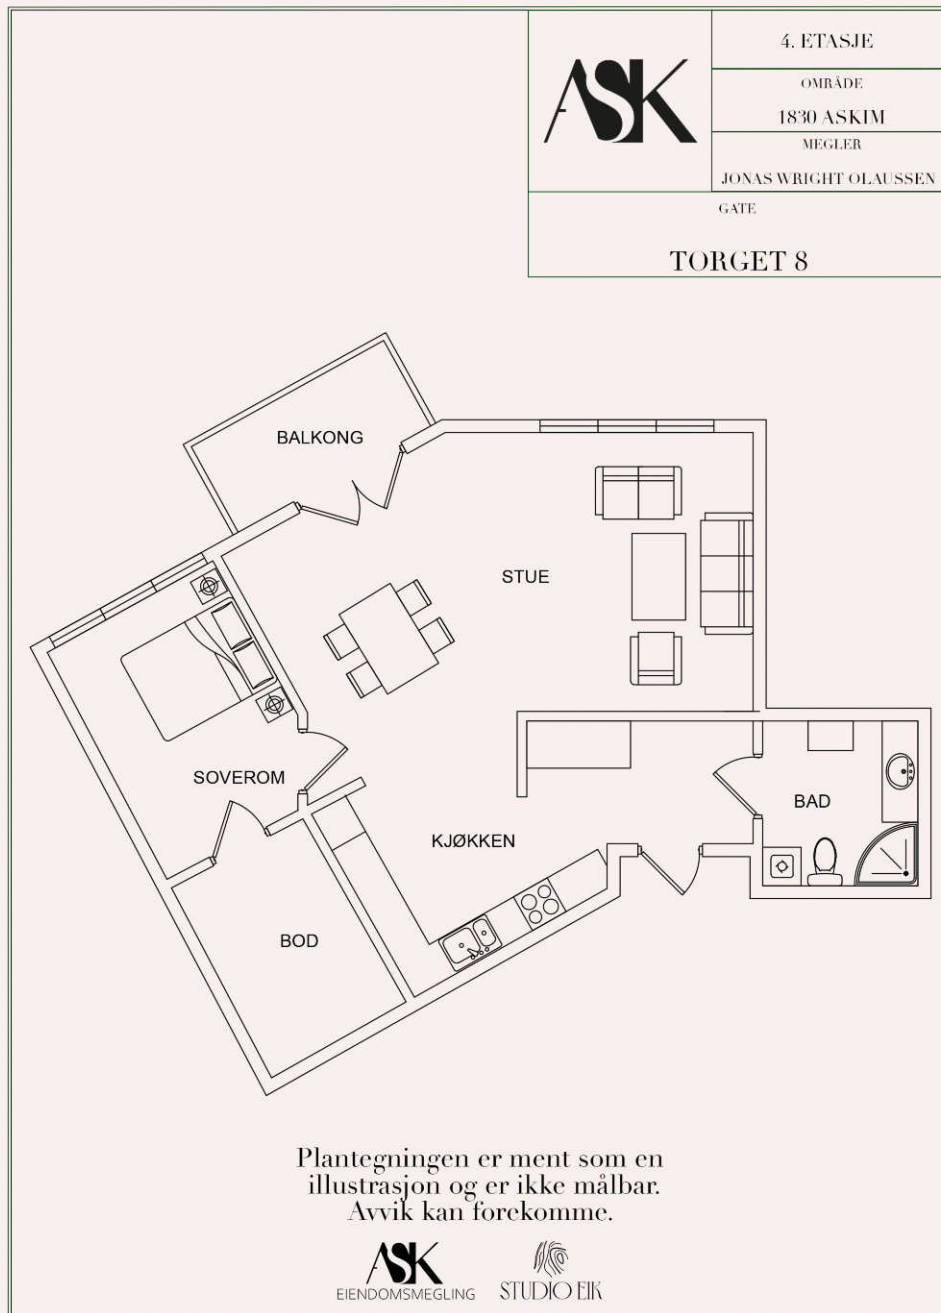 ASK
4. ETASJE
OMRÅDE
1830 ASKIM
MEGLER
JONAS WRIGHT OLAUSSEN
GATE
TORGET 8
BALKONG
STUE
SOVEROM
BAD
KJØKKEN
BOD
Plantegningen er ment som en
illustrasjon og er ikke målbar.
Avvik kan forekomme.
ASK
EIENDOMSMEGLING
STUDIO EIK